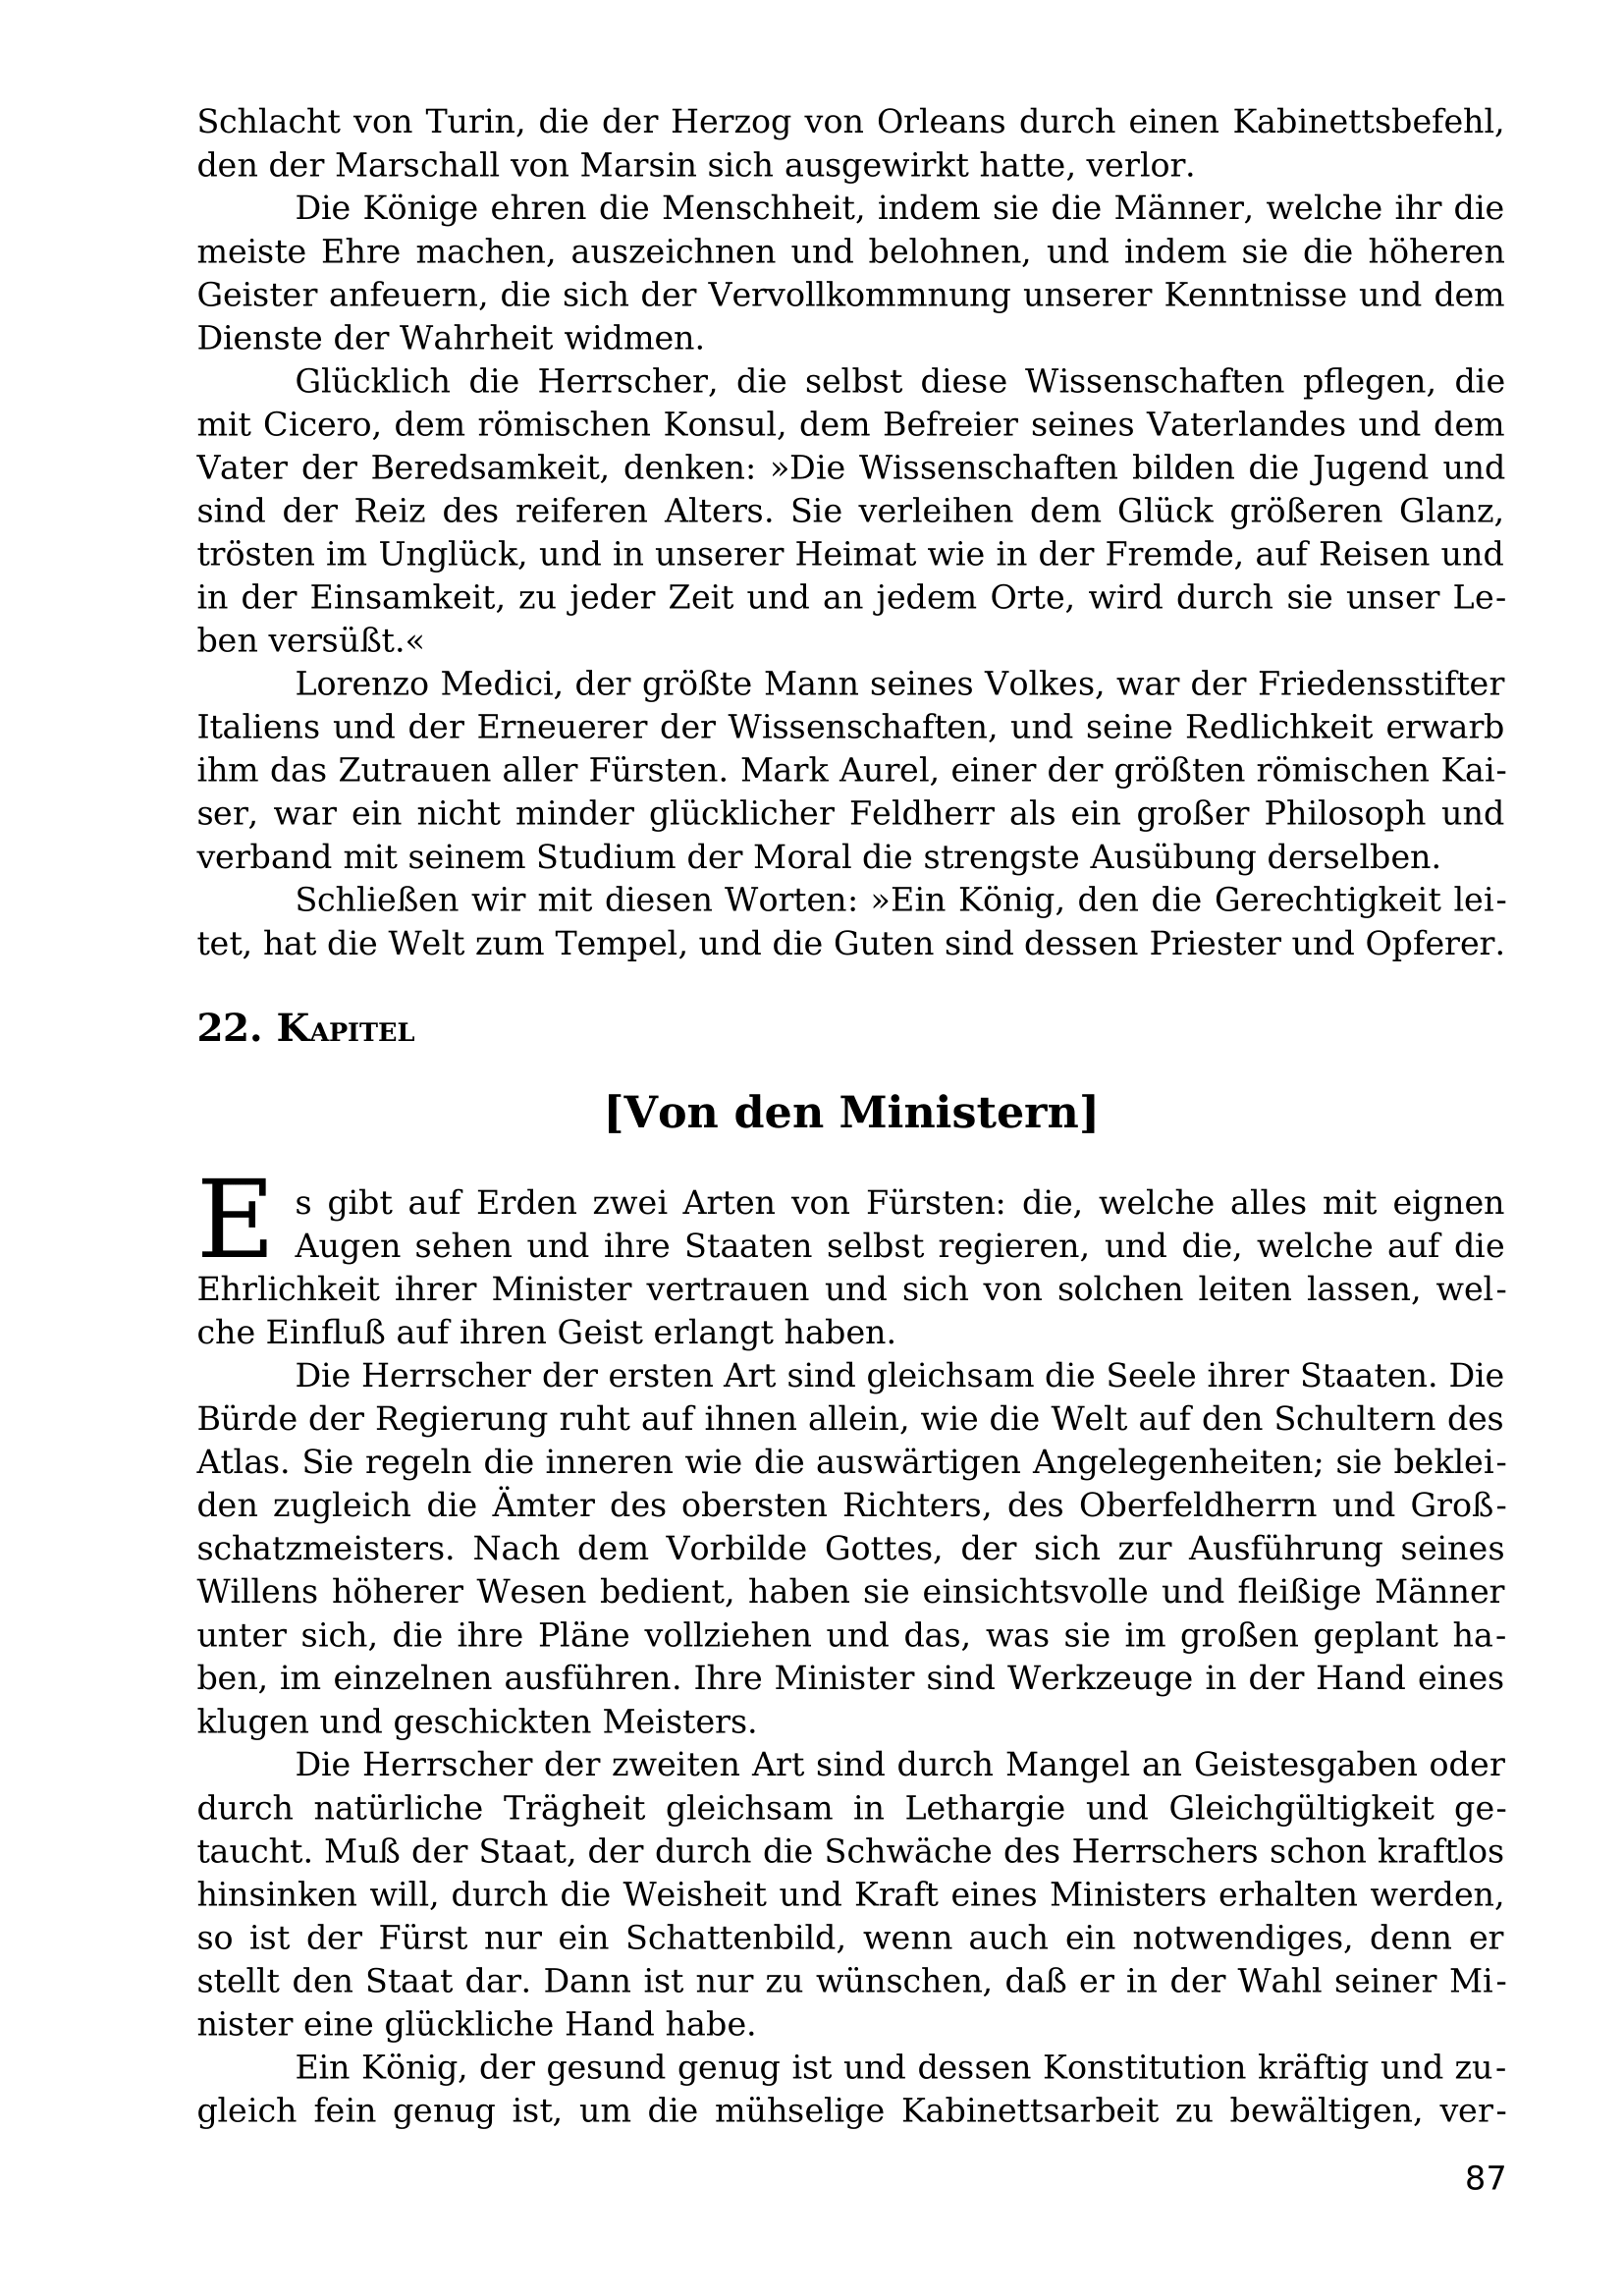 Schlacht von Turin, die der Herzog von Orleans durch einen Kabinettsbefehl,
den der Marschall von Marsin sich ausgewirkt hatte, verlor.
Die Könige ehren die Menschheit, indem sie die Männer, welche ihr die
meiste Ehre machen, auszeichnen und belohnen, und indem sie die höheren
Geister anfeuern, die sich der Vervollkommnung unserer Kenntnisse und dem
Dienste der Wahrheit widmen.
Glücklich die Herrscher, die selbst diese Wissenschaften pflegen, die
mit Cicero, dem römischen Konsul, dem Befreier seines Vaterlandes und dem
Vater der Beredsamkeit, denken: »Die Wissenschaften bilden die Jugend und
sind der Reiz des reiferen Alters. Sie verleihen dem Glück größeren Glanz,
trösten im Unglück, und in unserer Heimat wie in der Fremde, auf Reisen und
in der Einsamkeit, zu jeder Zeit und an jedem Orte, wird durch sie unser Le-
ben versüßt.«
Lorenzo Medici, der größte Mann seines Volkes, war der Friedensstifter
Italiens und der Erneuerer der Wissenschaften, und seine Redlichkeit erwarb
ihm das Zutrauen aller Fürsten. Mark Aurel, einer der größten römischen Kai-
ser, war ein nicht minder glücklicher Feldherr als ein großer Philosoph und
verband mit seinem Studium der Moral die strengste Ausübung derselben.
Schließen wir mit diesen Worten: »Ein König, den die Gerechtigkeit lei-
tet, hat die Welt zum Tempel, und die Guten sind dessen Priester und Opferer.
22. Kapitel
[Von den Ministern]
Es gibt auf Erden zwei Arten von Fürsten: die, welche alles mit eignen
Augen sehen und ihre Staaten selbst regieren, und die, welche auf die
Ehrlichkeit ihrer Minister vertrauen und sich von solchen leiten lassen, wel-
che Einfluß auf ihren Geist erlangt haben.
Die Herrscher der ersten Art sind gleichsam die Seele ihrer Staaten. Die
Bürde der Regierung ruht auf ihnen allein, wie die Welt auf den Schultern des
Atlas. Sie regeln die inneren wie die auswärtigen Angelegenheiten; sie beklei-
den zugleich die Ämter des obersten Richters, des Oberfeldherrn und Groß-
schatzmeisters. Nach dem Vorbilde Gottes, der sich zur Ausführung seines
Willens höherer Wesen bedient, haben sie einsichtsvolle und fleißige Männer
unter sich, die ihre Pläne vollziehen und das, was sie im großen geplant ha-
ben, im einzelnen ausführen. Ihre Minister sind Werkzeuge in der Hand eines
klugen und geschickten Meisters.
Die Herrscher der zweiten Art sind durch Mangel an Geistesgaben oder
durch natürliche Trägheit gleichsam in Lethargie und Gleichgültigkeit ge-
taucht. Muß der Staat, der durch die Schwäche des Herrschers schon kraftlos
hinsinken will, durch die Weisheit und Kraft eines Ministers erhalten werden,
so ist der Fürst nur ein Schattenbild, wenn auch ein notwendiges, denn er
stellt den Staat dar. Dann ist nur zu wünschen, daß er in der Wahl seiner Mi-
nister eine glückliche Hand habe.
Ein König, der gesund genug ist und dessen Konstitution kräftig und zu-
gleich fein genug ist, um die mühselige Kabinettsarbeit zu bewältigen, ver-
87